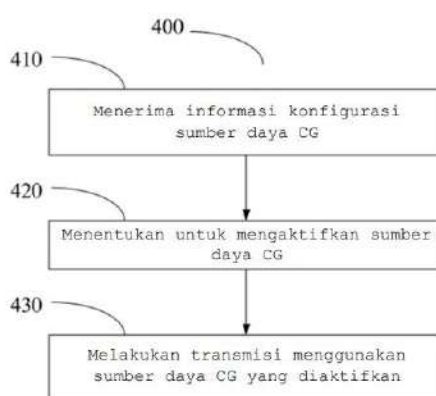 400
410
Menerima informasi konfigurasi
sumber daya CG
420
Menentukan untuk mengaktifkan sumber
daya CG
430
Melakukan transmisi menggunakan
sumber daya CG yang diaktifkan